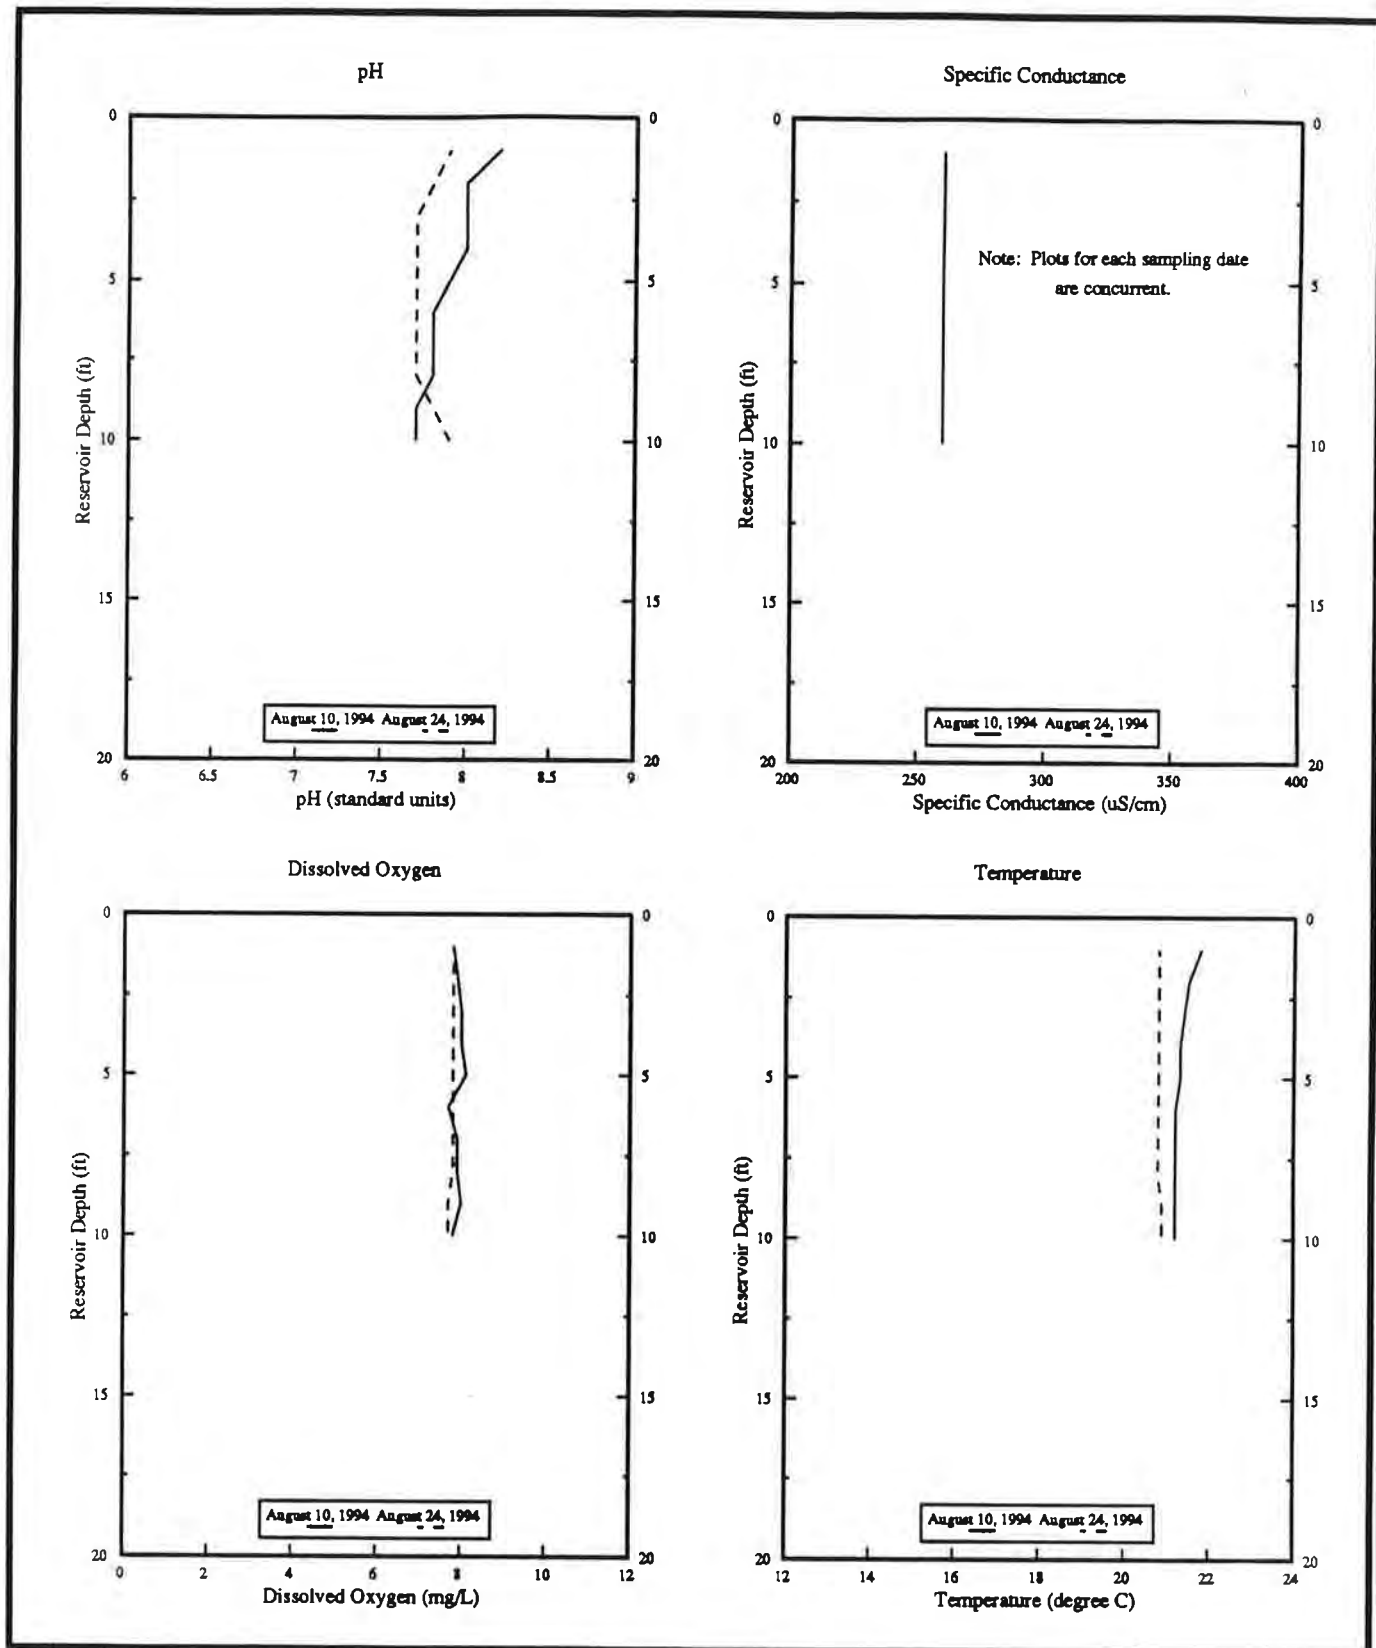 pH
0
5
10
15
20
0
5
10
15
20
Reservoir Depth (ft)
August 10, 1994 August 24, 1994
6 6.5 7 7.5 8 8.5 9
pH (standard units)
Specific Conductance
0
5
10
15
20
0
5
10
15
20
Reservoir Depth (ft)
Note: Plots for each sampling date
are concurrent.
August 10, 1994 August 24, 1994
200 250 300 350 400
Specific Conductance (uS/cm)
Dissolved Oxygen
0
5
10
15
20
0
5
10
15
20
Reservoir Depth (ft)
August 10, 1994 August 24, 1994
0 2 4 6 8 10 12
Dissolved Oxygen (mg/L)
Temperature
0
5
10
15
20
0
5
10
15
20
Reservoir Depth (ft)
August 10, 1994 August 24, 1994
12 14 16 18 20 22 24
Temperature (degree C)